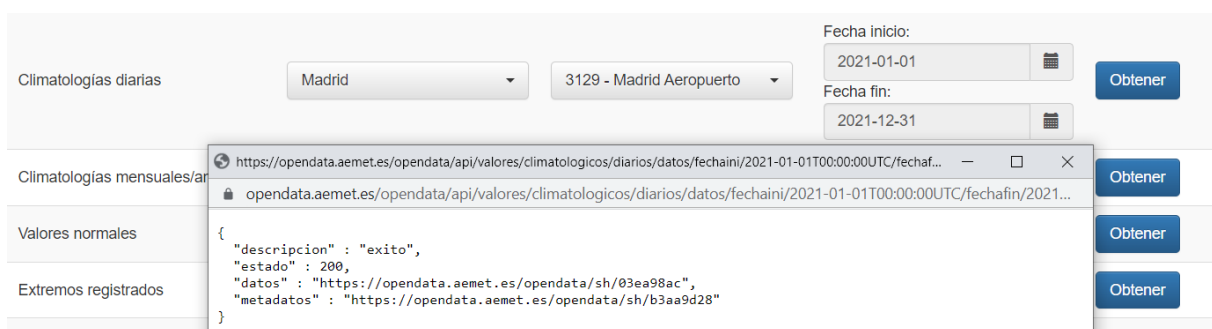 Fecha inicio:
2021-01-01
Climatologías diarias
Madrid
3129 - Madrid Aeropuerto
Obtener
Fecha fin:
2021-12-31
https://opendata.aemet.es/opendata/api/valores/climatologicos/diarios/datos/fechaini/2021-01-01T00:00:00UTC/fechaf...
Climatologías mensuales/an
Obtener
opendata.aemet.es/opendata/api/valores/climatologicos/diarios/datos/fechaini/2021-01-01T00:00:00UTC/fechafin/2021...
Valores normales
Obtener
{
"descripcion" : "exito",
"estado" : 200,
"datos" : "https://opendata.aemet.es/opendata/sh/03ea98ac",
"metadatos" : "https://opendata.aemet.es/opendata/sh/b3aa9d28"
}
Extremos registrados
Obtener